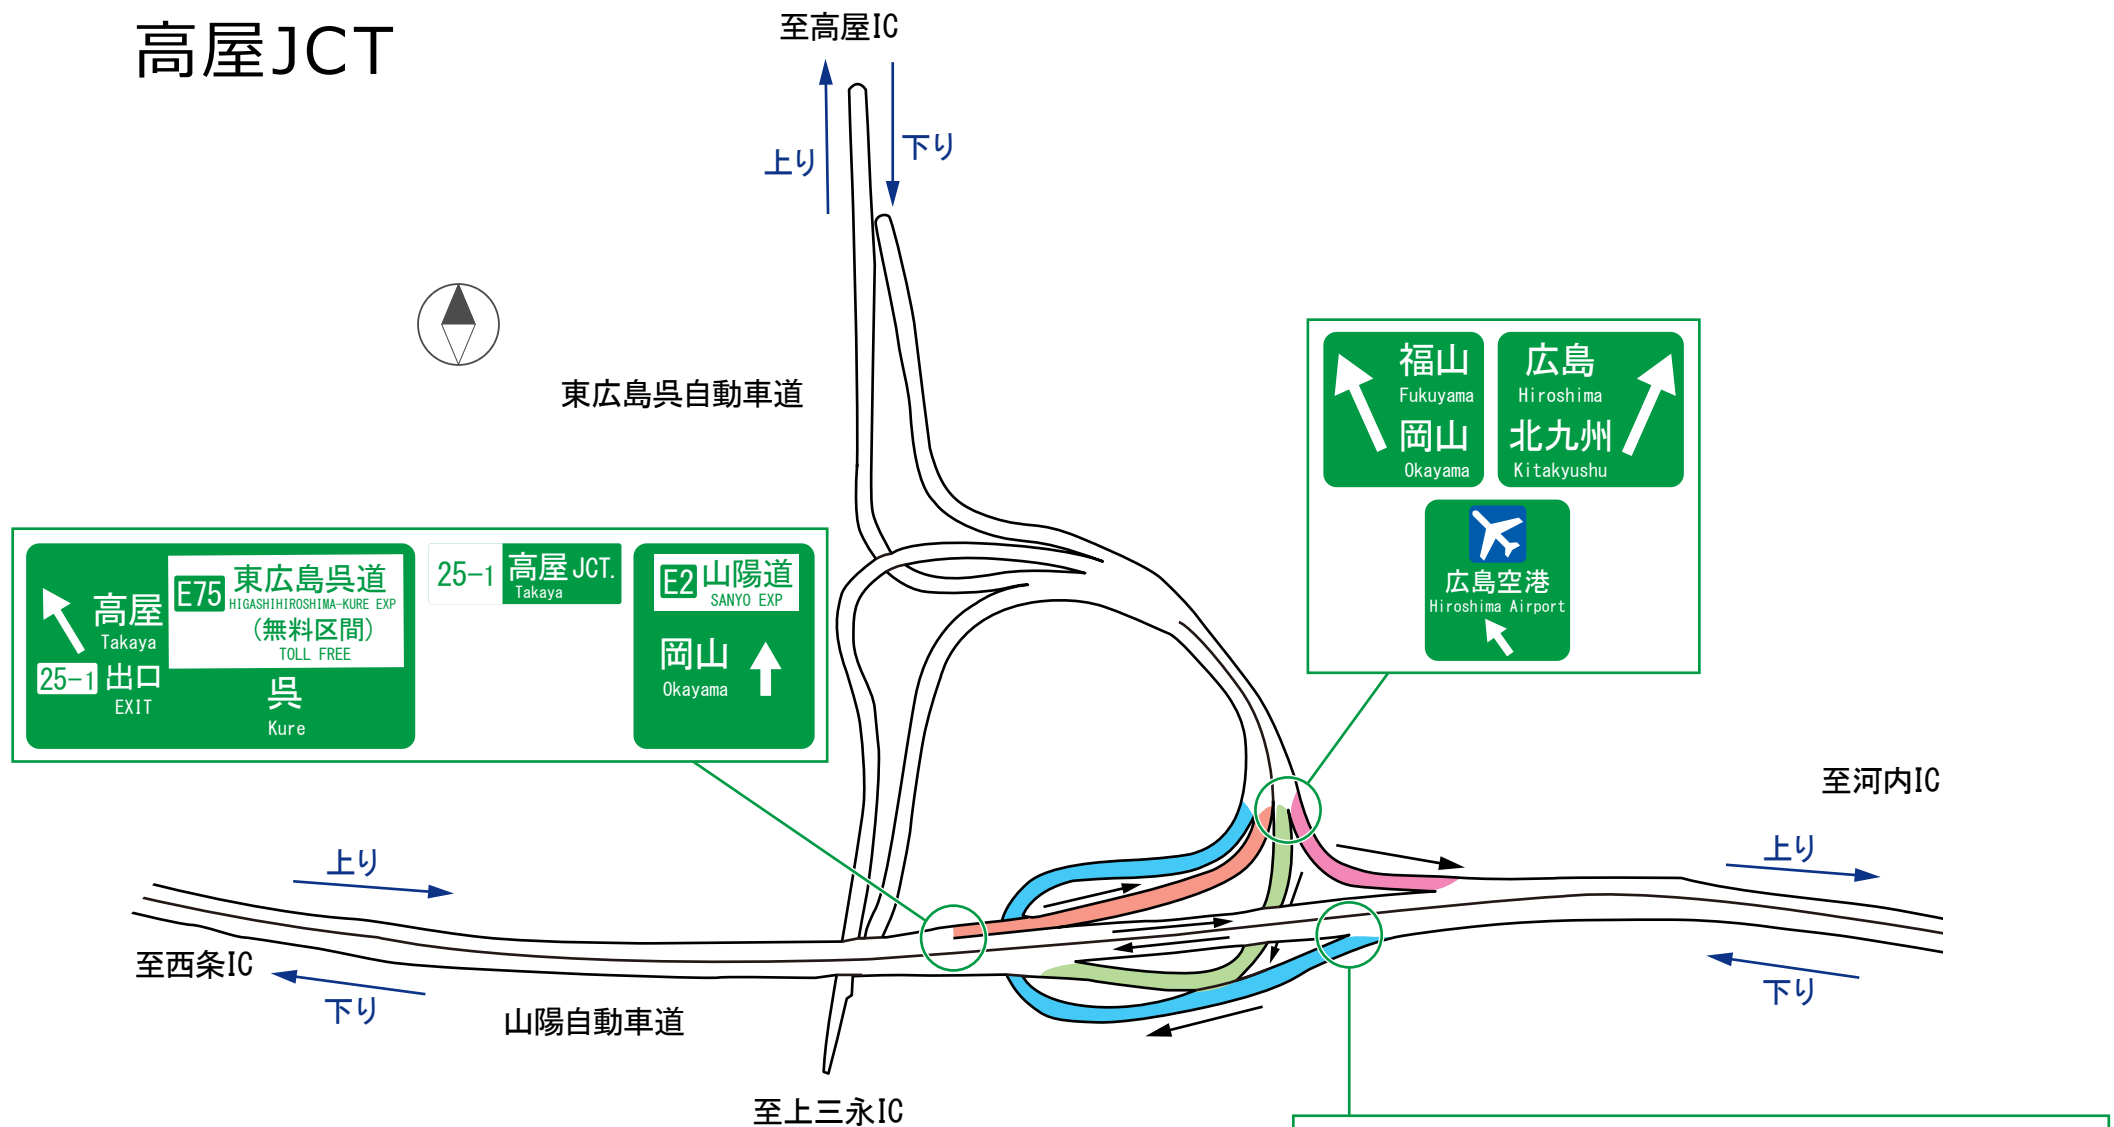 高屋JCT
至高屋IC
上り
下り
東広島呉自動車道
福山
Fukuyama
岡山
Okayama
広島
Hiroshima
北九州
Kitakyushu
広島空港
Hiroshima Airport
高屋
Takaya
25-1 出口
EXIT
E75 東広島呉道
HIGASHIHIROSHIMA-KURE EXP
(無料区間)
TOLL FREE
呉
Kure
25-1 高屋 JCT.
Takaya
E2 山陽道
SANYO EXP
岡山
Okayama
至河内IC
上り
上り
至西条IC
下り
下り
山陽自動車道
至上三永IC